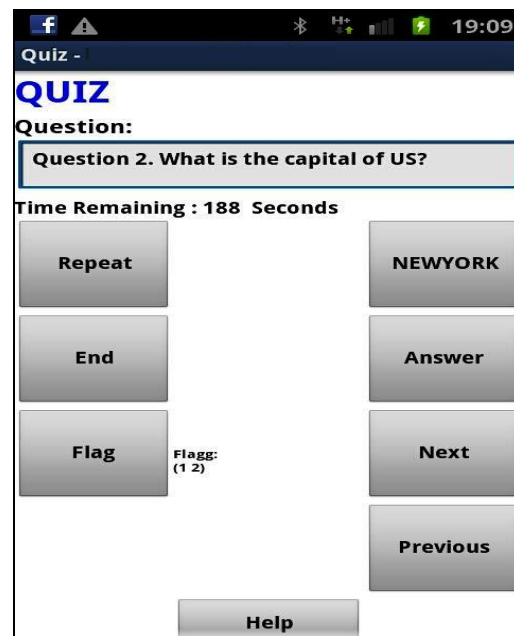 f H+ 19:09
Quiz -
QUIZ
Question:
Question 2. What is the capital of US?
Time Remaining : 188 Seconds
Repeat NEWYORK
End Answer
Flag Flagg: Next
(1 2)
Previous
Help